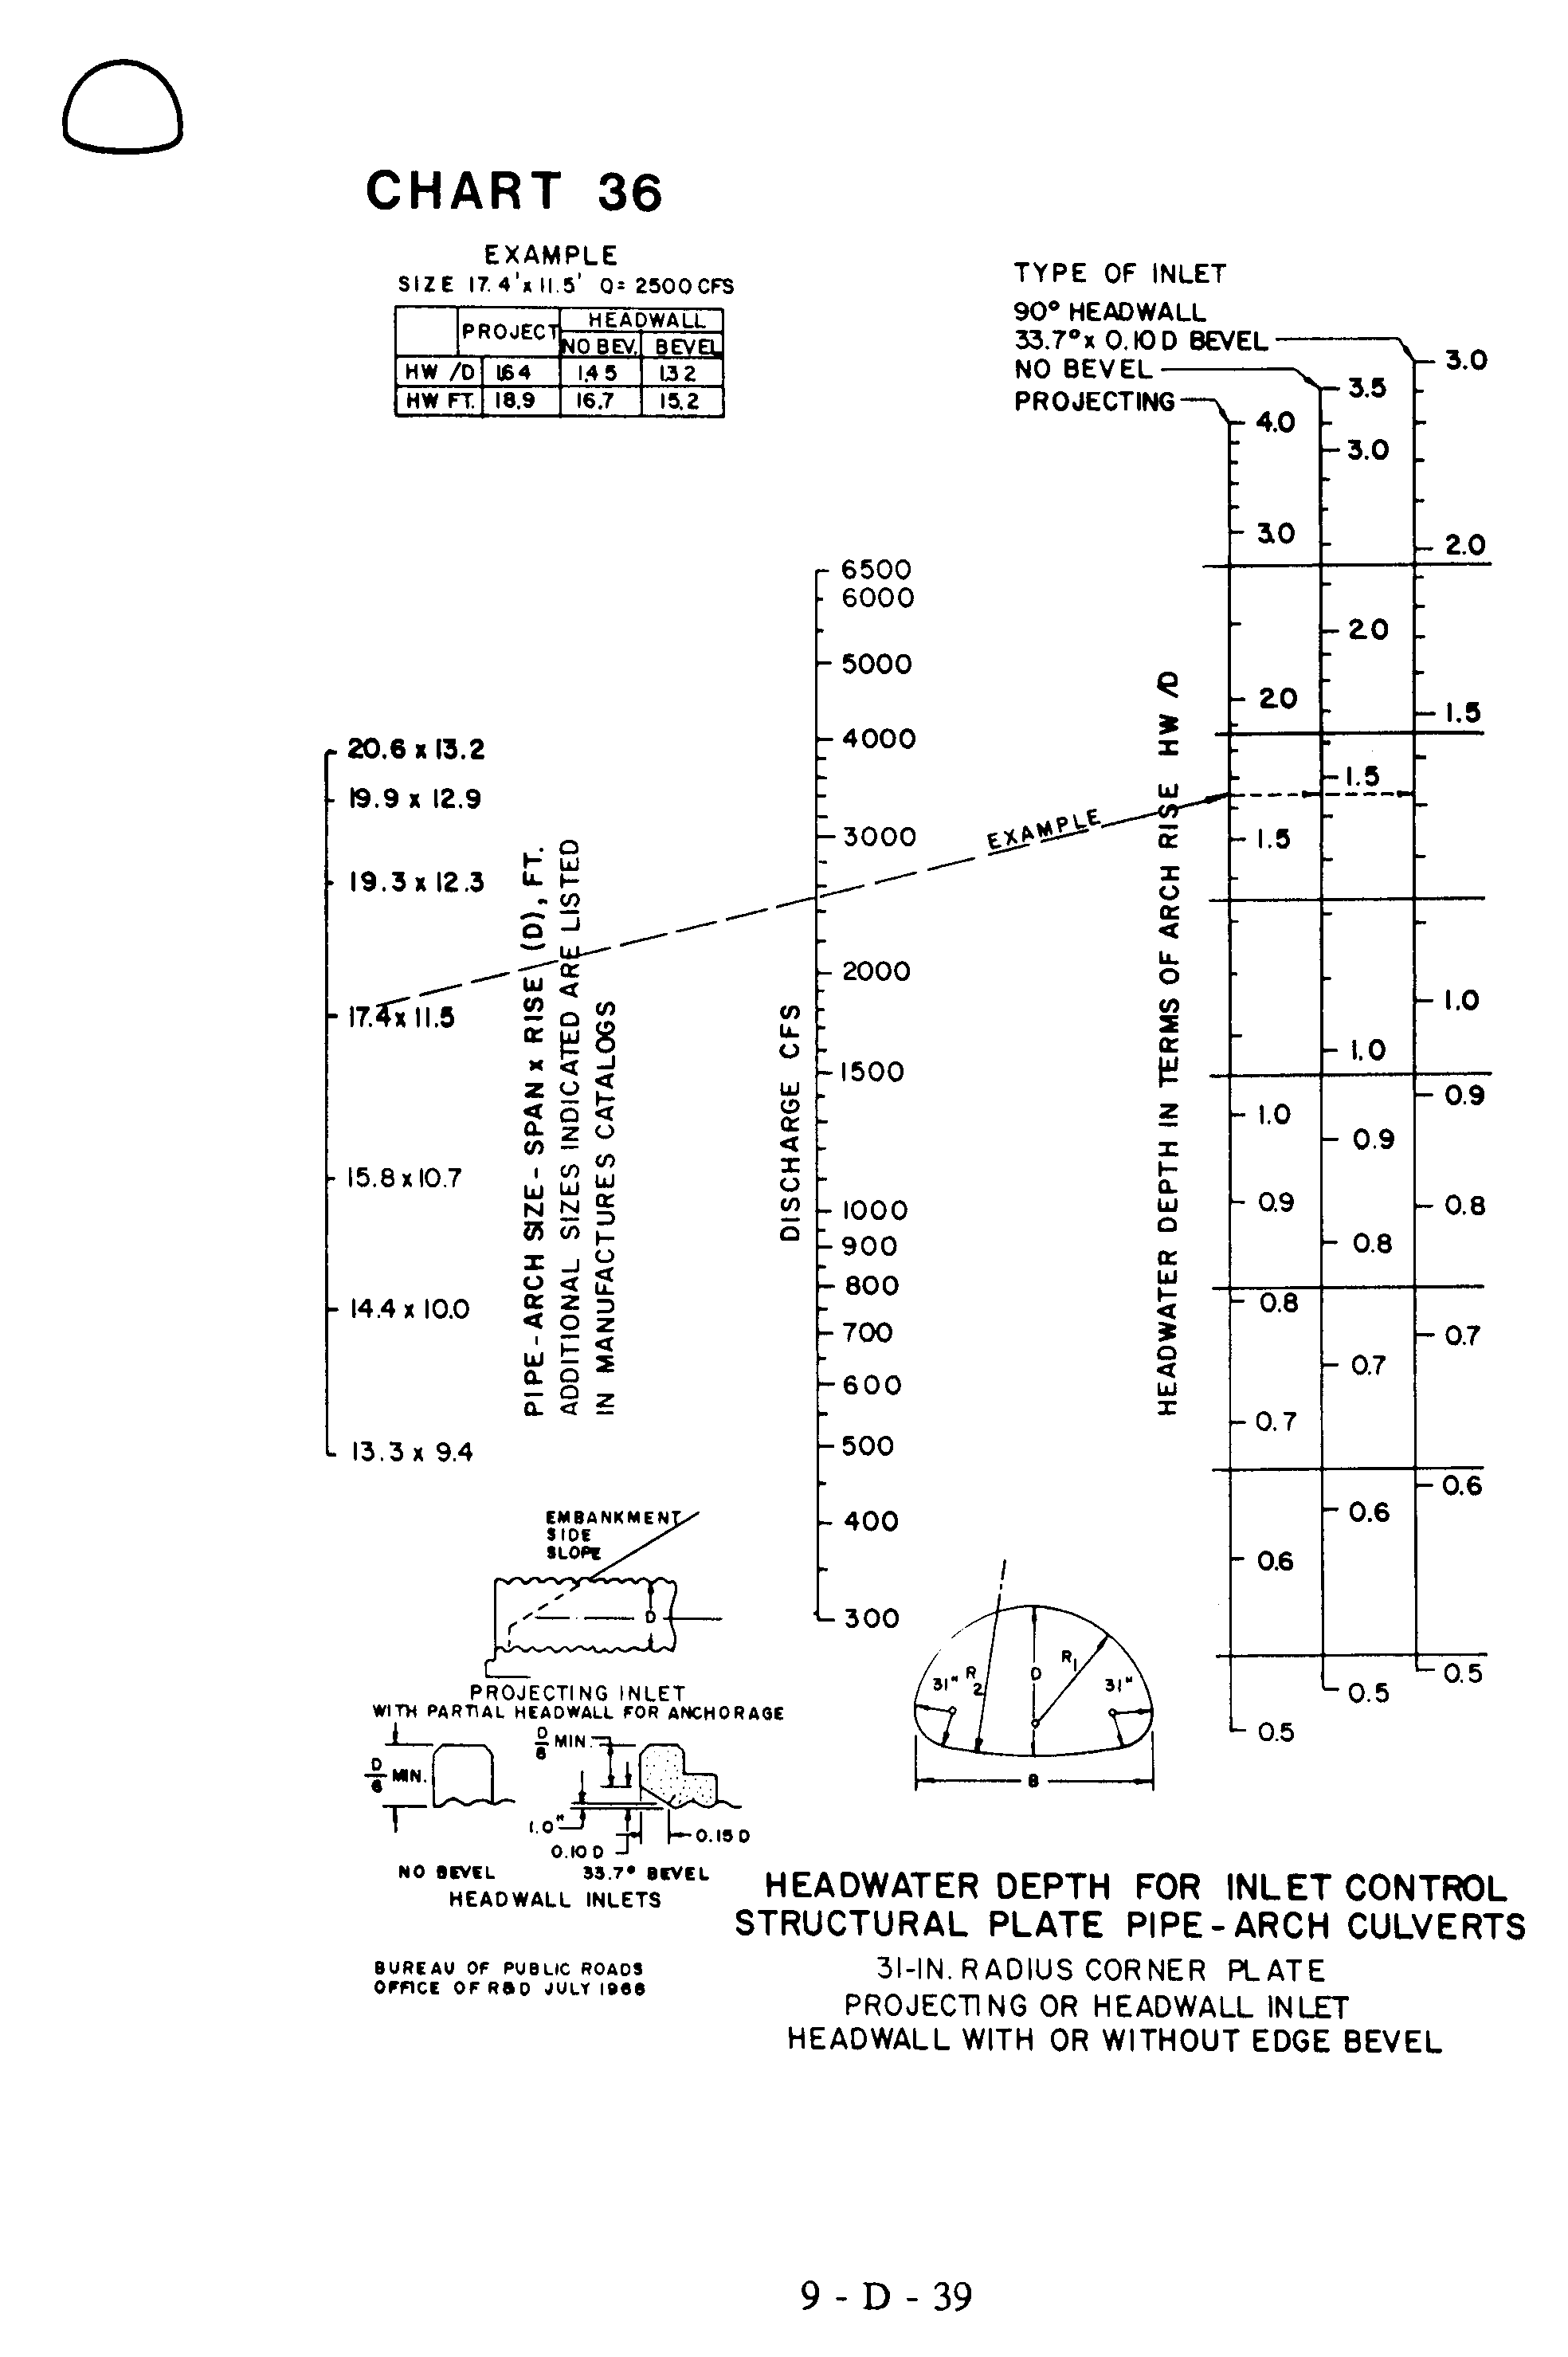 CHART 36
EXAMPLE
SIZE 17.4'x 11.5' Q= 2500 CFS
PROJECT
HEADWALL
NO BEV. BEVEL
HW /D 1.64 1.45 1.32
HW FT. 18.9 16.7 15.2
TYPE OF INLET
90° HEADWALL
33.7°x 0.10 D BEVEL
NO BEVEL
PROJECTING
20.6 x 13.2
19.9 x 12.9
19.3 x 12.3
17.4 x 11.5
15.8 x 10.7
14.4 x 10.0
13.3 x 9.4
PIPE-ARCH SIZE - SPAN x RISE (D), FT.
ADDITIONAL SIZES INDICATED ARE LISTED
IN MANUFACTURES CATALOGS
DISCHARGE CFS
6500
6000
5000
4000
3000
2000
1500
1000
900
800
700
600
500
400
300
EXAMPLE
HEADWATER DEPTH IN TERMS OF ARCH RISE HW /D
4.0
3.0
2.0
1.5
1.0
0.9
0.8
0.7
0.6
0.5
3.5
3.0
2.0
1.5
1.0
0.9
0.8
0.7
0.6
0.5
3.0
2.0
1.5
1.0
0.9
0.8
0.7
0.6
0.5
EMBANKMENT
SIDE
SLOPE
D
PROJECTING INLET
WITH PARTIAL HEADWALL FOR ANCHORAGE
D/6 MIN.
D/8 MIN.
1.0"
0.10 D
0.15 D
NO BEVEL 33.7° BEVEL
HEADWALL INLETS
31" R2 D R1 31"
B
BUREAU OF PUBLIC ROADS
OFFICE OF R&D JULY 1966
HEADWATER DEPTH FOR INLET CONTROL
STRUCTURAL PLATE PIPE-ARCH CULVERTS
31-IN. RADIUS CORNER PLATE
PROJECTING OR HEADWALL INLET
HEADWALL WITH OR WITHOUT EDGE BEVEL
9 - D - 39